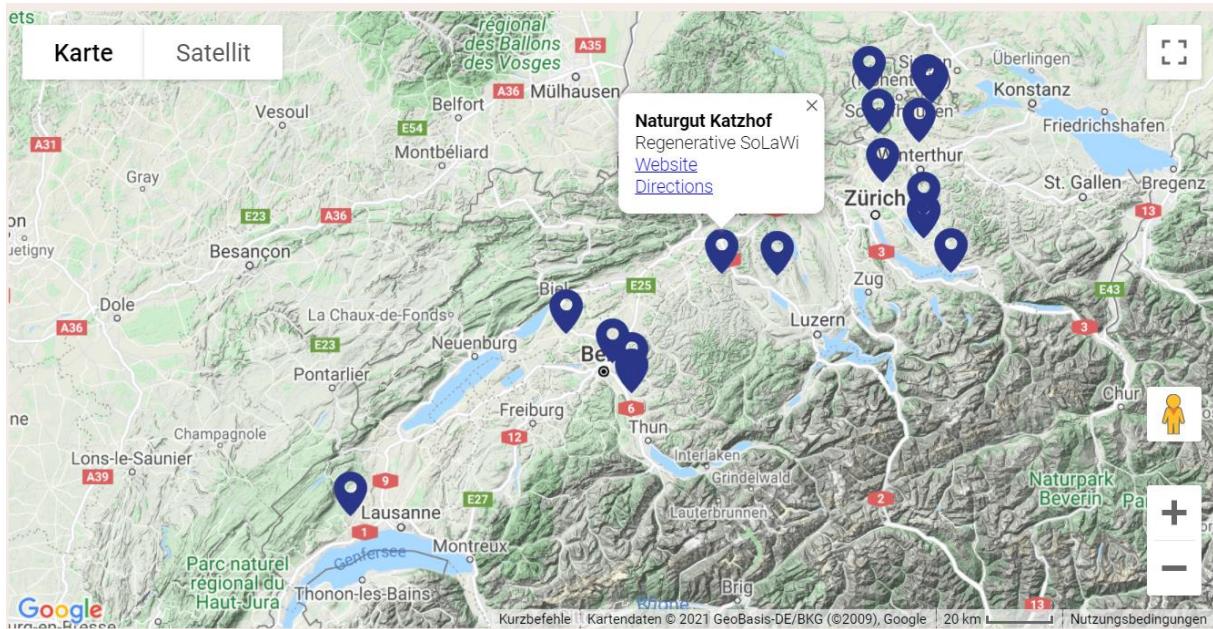 ets
Karte
Satellit
régional
des Ballons
des Vosges
A35
A36
Mülhausen
Überlingen
Konstanz
Friedrichshafen
Vesoul
Belfort
E54
Montbéliard
A31
Gray
Naturgut Katzhof
Regenerative SoLaWi
Website
Directions
Winterthur
St. Gallen
Bregenz
Zürich
13
E23
A36
Besançon
3
on
uetigny
Dole
A36
La Chaux-de-Fonds
E23
Biel
E25
Zug
Luzern
E43
3
Neuenburg
Pontarlier
Freiburg
12
6
Thun
Chur
ne
Champagnole
Lons-le-Saunier
A39
9
E27
Interlaken
Grindelwald
Lauterbrunnen
2
Naturpark
Beverin
Lausanne
1
Genfersee
Montreux
Parc naturel
régional du
Haut-Jura
Thonon-les-Bains
Brig
Rhone
13
Google
Kurzbefehle
Kartendaten © 2021 GeoBasis-DE/BKG (©2009), Google
20 km
Nutzungsbedingungen